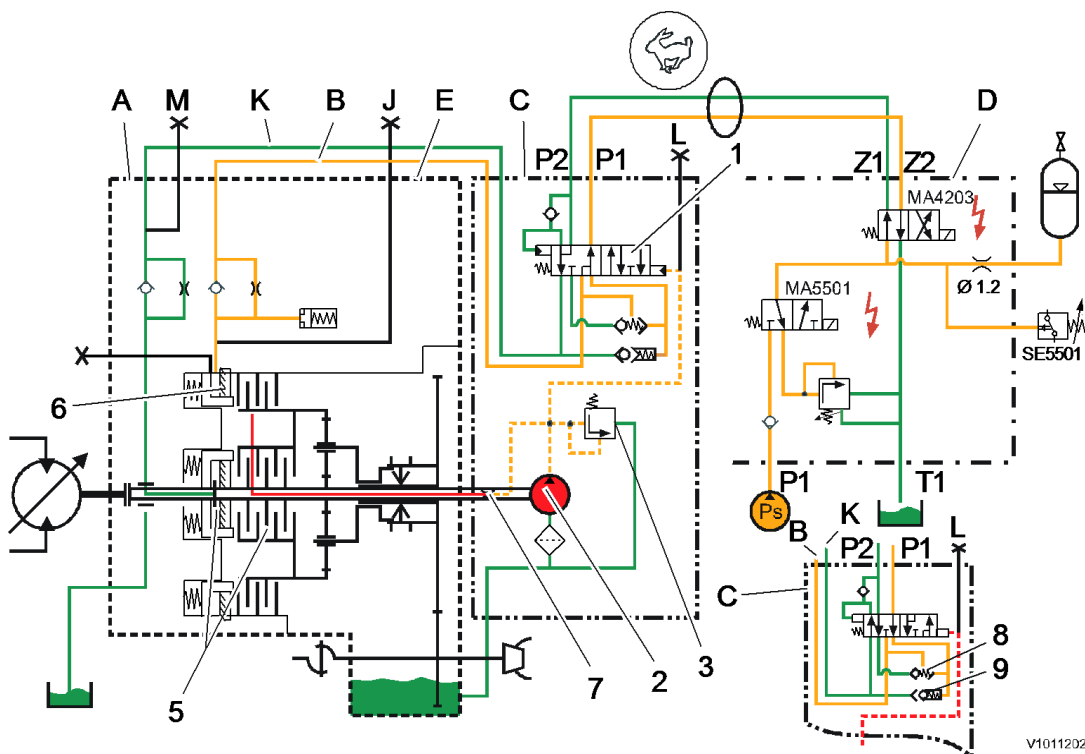 A M K B J E C D
L
P2 P1 1 Z1 Z2
MA4203
MA5501
Ø 1.2
SE5501
6
P1 T1
Ps
B K P2 P1 L
C
8
9
5 7 2 3
V1011202